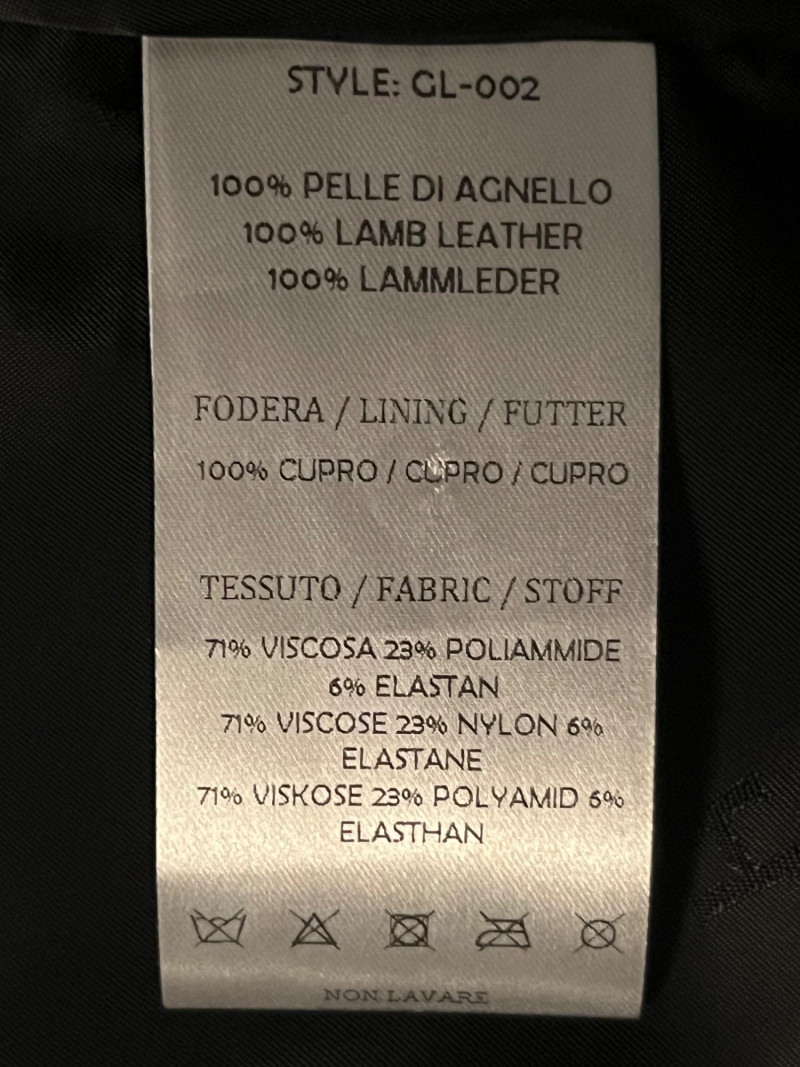 STYLE: GL-002
100% PELLE DI AGNELLO
100% LAMB LEATHER
100% LAMMLEDER
FODERA / LINING / FUTTER
100% CUPRO / CUPRO / CUPRO
TESSUTO / FABRIC / STOFF
71% VISCOSA 23% POLIAMMIDE
6% ELASTAN
71% VISCOSE 23% NYLON 6%
ELASTANE
71% VISKOSE 23% POLYAMID 6%
ELASTHAN
NON LAVARE